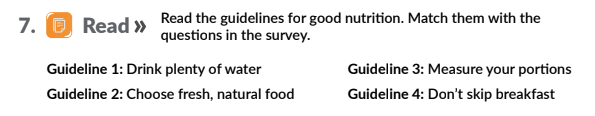 7. Read » Read the guidelines for good nutrition. Match them with the
questions in the survey.
Guideline 1: Drink plenty of water
Guideline 2: Choose fresh, natural food
Guideline 3: Measure your portions
Guideline 4: Don't skip breakfast